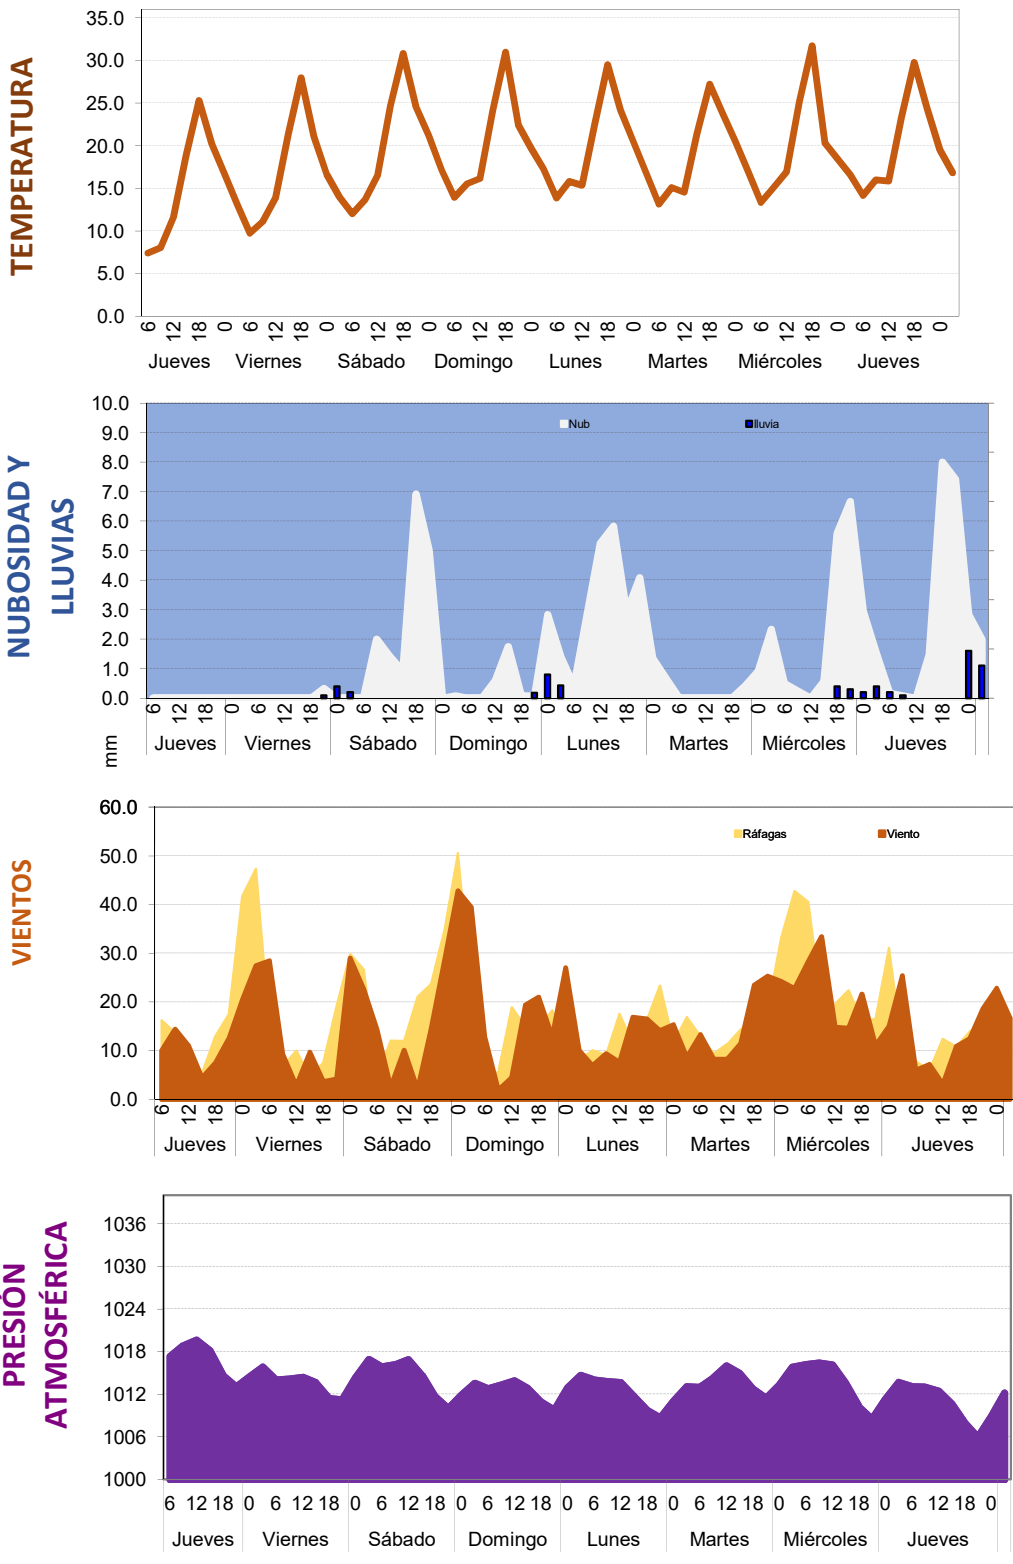 TEMPERATURA
35.0
30.0
25.0
20.0
15.0
10.0
5.0
0.0
6 12 18 0 6 12 18 0 6 12 18 0 6 12 18 0 6 12 18 0 6 12 18 0 6 12 18 0 6 12 18 0
Jueves Viernes Sábado Domingo Lunes Martes Miércoles Jueves
NUBOSIDAD Y
LLUVIAS
10.0
9.0
8.0
7.0
6.0
5.0
4.0
3.0
2.0
1.0
0.0
Nub lluvia
6 12 18 0 6 12 18 0 6 12 18 0 6 12 18 0 6 12 18 0 6 12 18 0 6 12 18 0 6 12 18 0
mm
Jueves Viernes Sábado Domingo Lunes Martes Miércoles Jueves
VIENTOS
60.0
50.0
40.0
30.0
20.0
10.0
0.0
Ráfagas Viento
6 12 18 0 6 12 18 0 6 12 18 0 6 12 18 0 6 12 18 0 6 12 18 0 6 12 18 0 6 12 18 0
Jueves Viernes Sábado Domingo Lunes Martes Miércoles Jueves
PRESIÓN
ATMOSFÉRICA
1036
1030
1024
1018
1012
1006
1000
6 12 18 0 6 12 18 0 6 12 18 0 6 12 18 0 6 12 18 0 6 12 18 0 6 12 18 0 6 12 18 0
Jueves Viernes Sábado Domingo Lunes Martes Miércoles Jueves